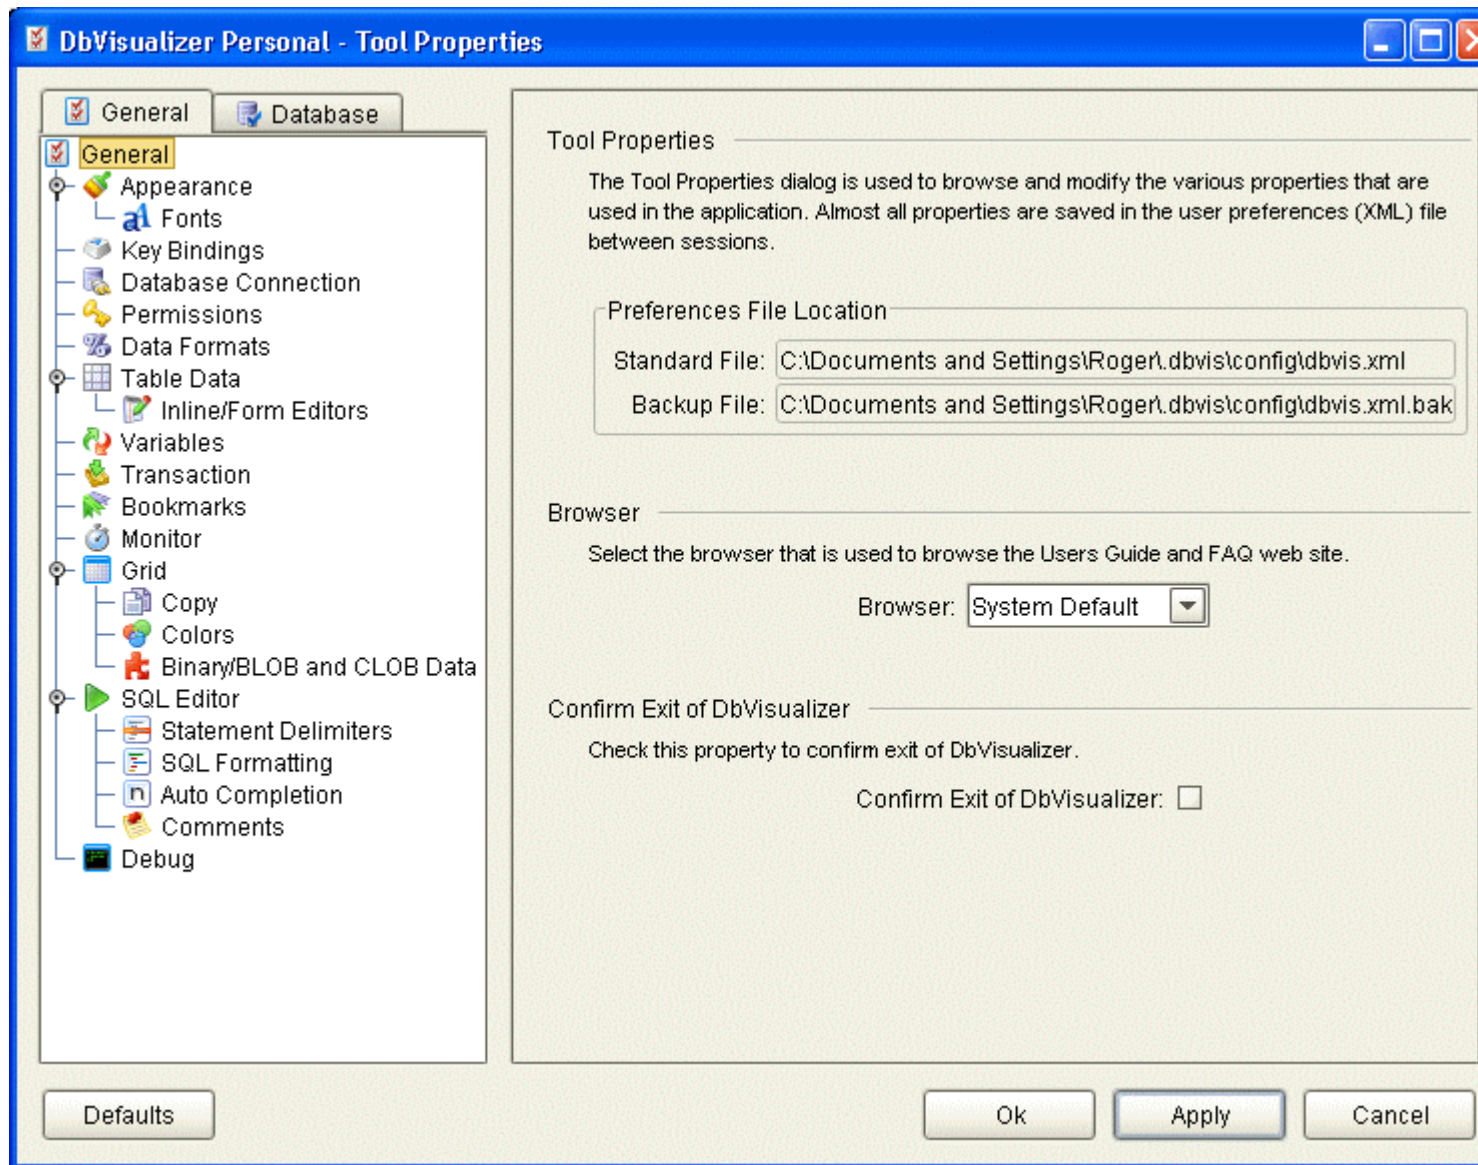 DbVisualizer Personal - Tool Properties
General
Database
General
Appearance
Fonts
Key Bindings
Database Connection
Permissions
Data Formats
Table Data
Inline/Form Editors
Variables
Transaction
Bookmarks
Monitor
Grid
Copy
Colors
Binary/BLOB and CLOB Data
SQL Editor
Statement Delimiters
SQL Formatting
Auto Completion
Comments
Debug
Tool Properties
The Tool Properties dialog is used to browse and modify the various properties that are
used in the application. Almost all properties are saved in the user preferences (XML) file
between sessions.
Preferences File Location
Standard File: C:\Documents and Settings\Roger\.dbvis\config\dbvis.xml
Backup File: C:\Documents and Settings\Roger\.dbvis\config\dbvis.xml.bak
Browser
Select the browser that is used to browse the Users Guide and FAQ web site.
Browser: System Default
Confirm Exit of DbVisualizer
Check this property to confirm exit of DbVisualizer.
Confirm Exit of DbVisualizer:
Defaults
Ok
Apply
Cancel